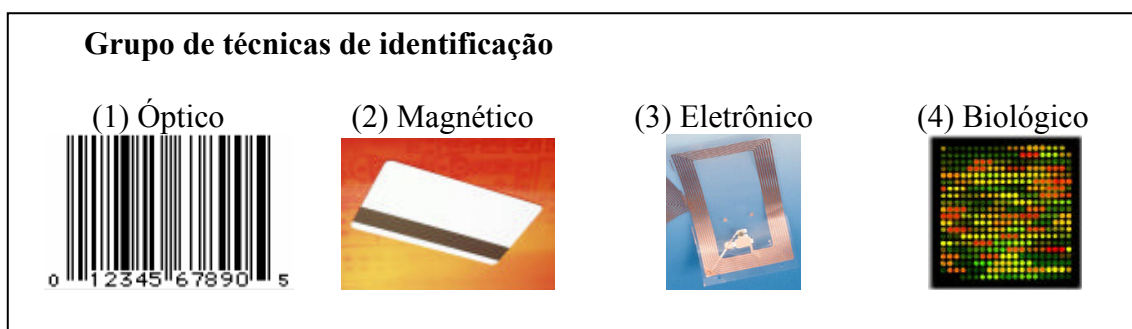 Grupo de técnicas de identificação
(1) Óptico (2) Magnético (3) Eletrônico (4) Biológico
0 12345 67890 5